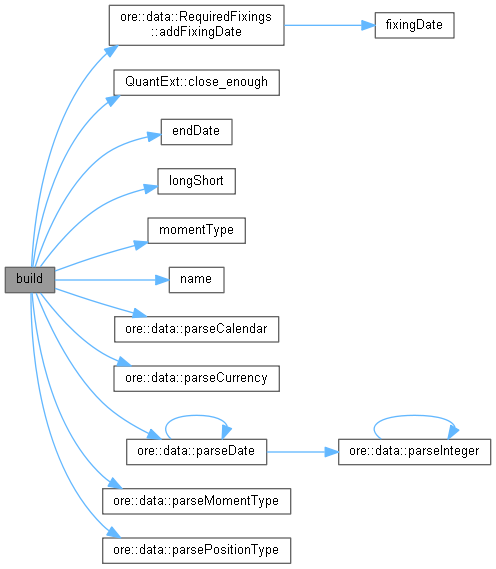 ore::data::RequiredFixings
::addFixingDate
fixingDate
QuantExt::close_enough
endDate
longShort
momentType
build
name
ore::data::parseCalendar
ore::data::parseCurrency
ore::data::parseDate
ore::data::parseInteger
ore::data::parseMomentType
ore::data::parsePositionType